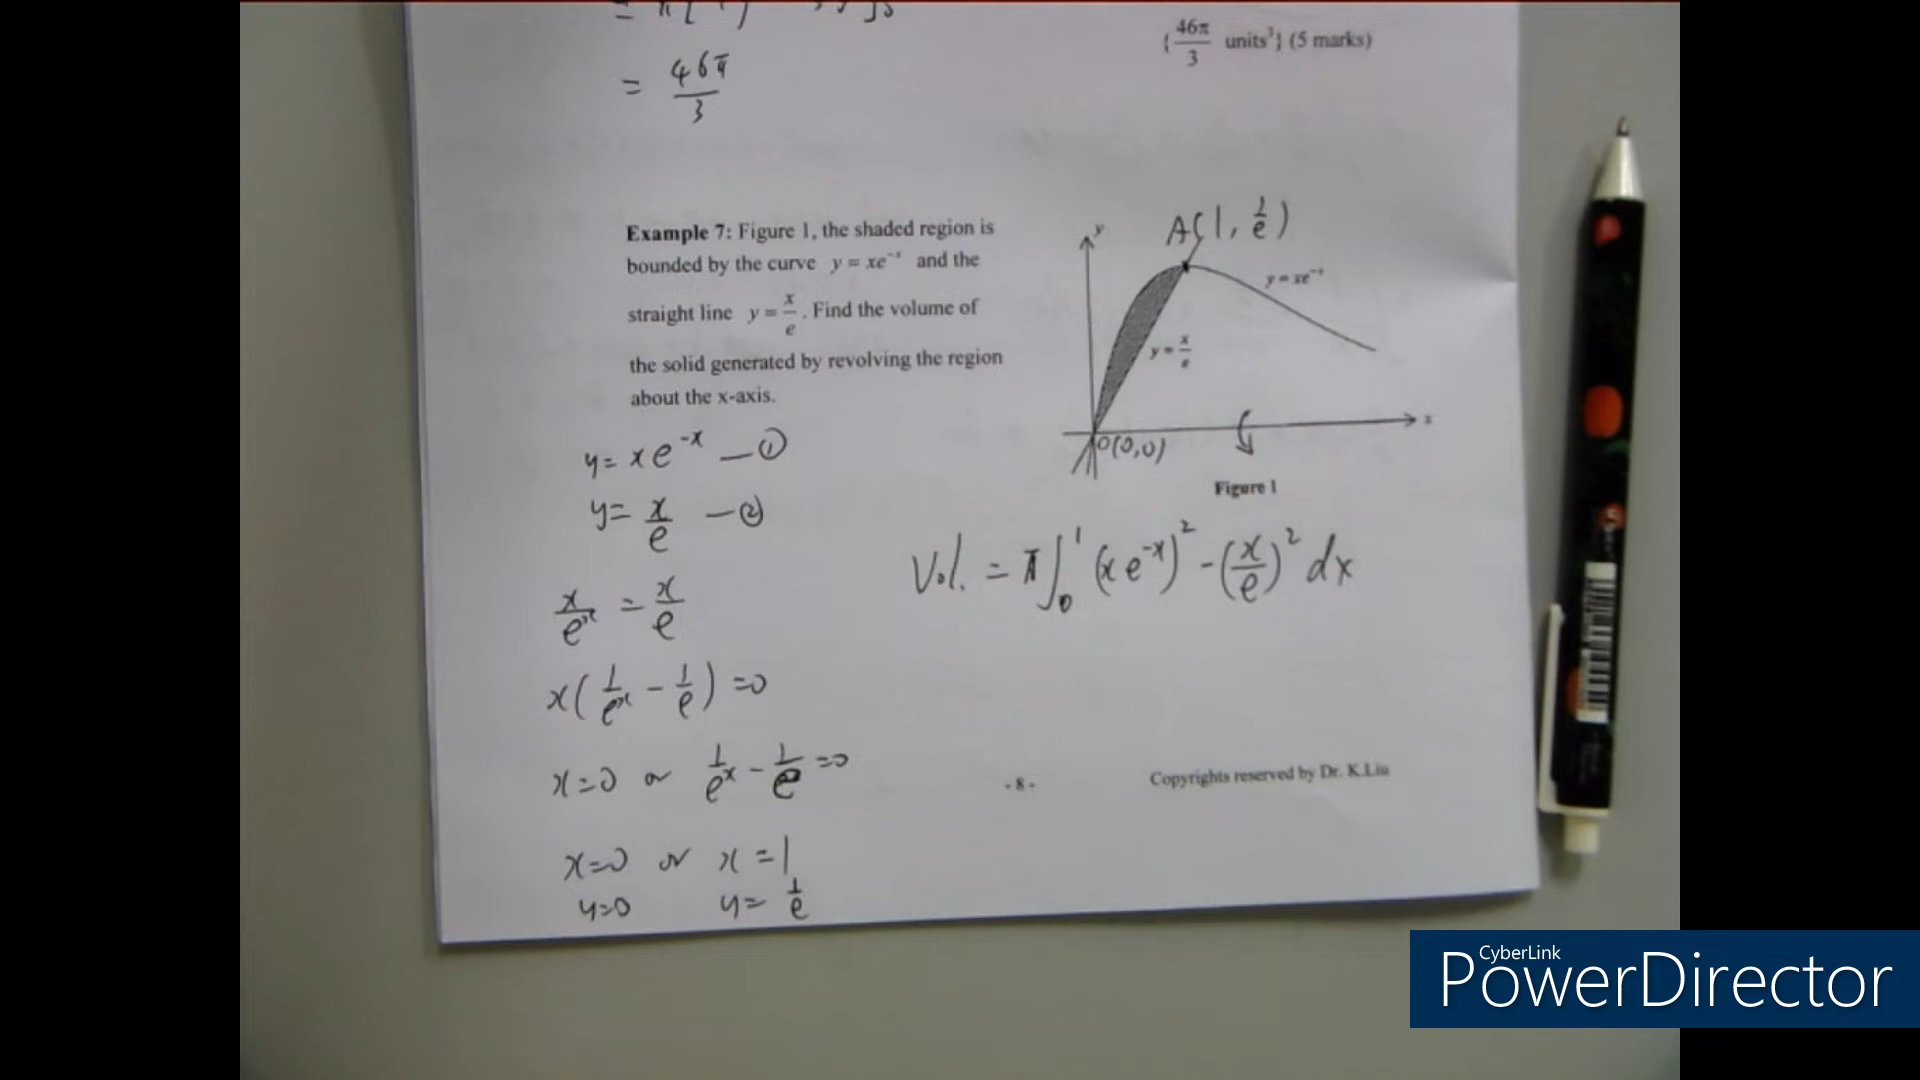 = 46π/3
{46π/3 units³} (5 marks)
Example 7: Figure 1, the shaded region is
bounded by the curve y = xe⁻ˣ and the
straight line y = x/e . Find the volume of
the solid generated by revolving the region
about the x-axis.
y = xe⁻ˣ — ①
y = x/e — ②
x/eˣ = x/e
x(1/eˣ − 1/e) = 0
x=0 or 1/eˣ − 1/e = 0
x=0 or x = 1
y=0 y = 1/e
A(1, 1/e)
y
y = xe⁻ˣ
y = x/e
x
O(0,0)
Figure 1
Vol. = π∫₀¹ (xe⁻ˣ)² − (x/e)² dx
- 8 -
Copyrights reserved by Dr. K.Liu
CyberLink
PowerDirector